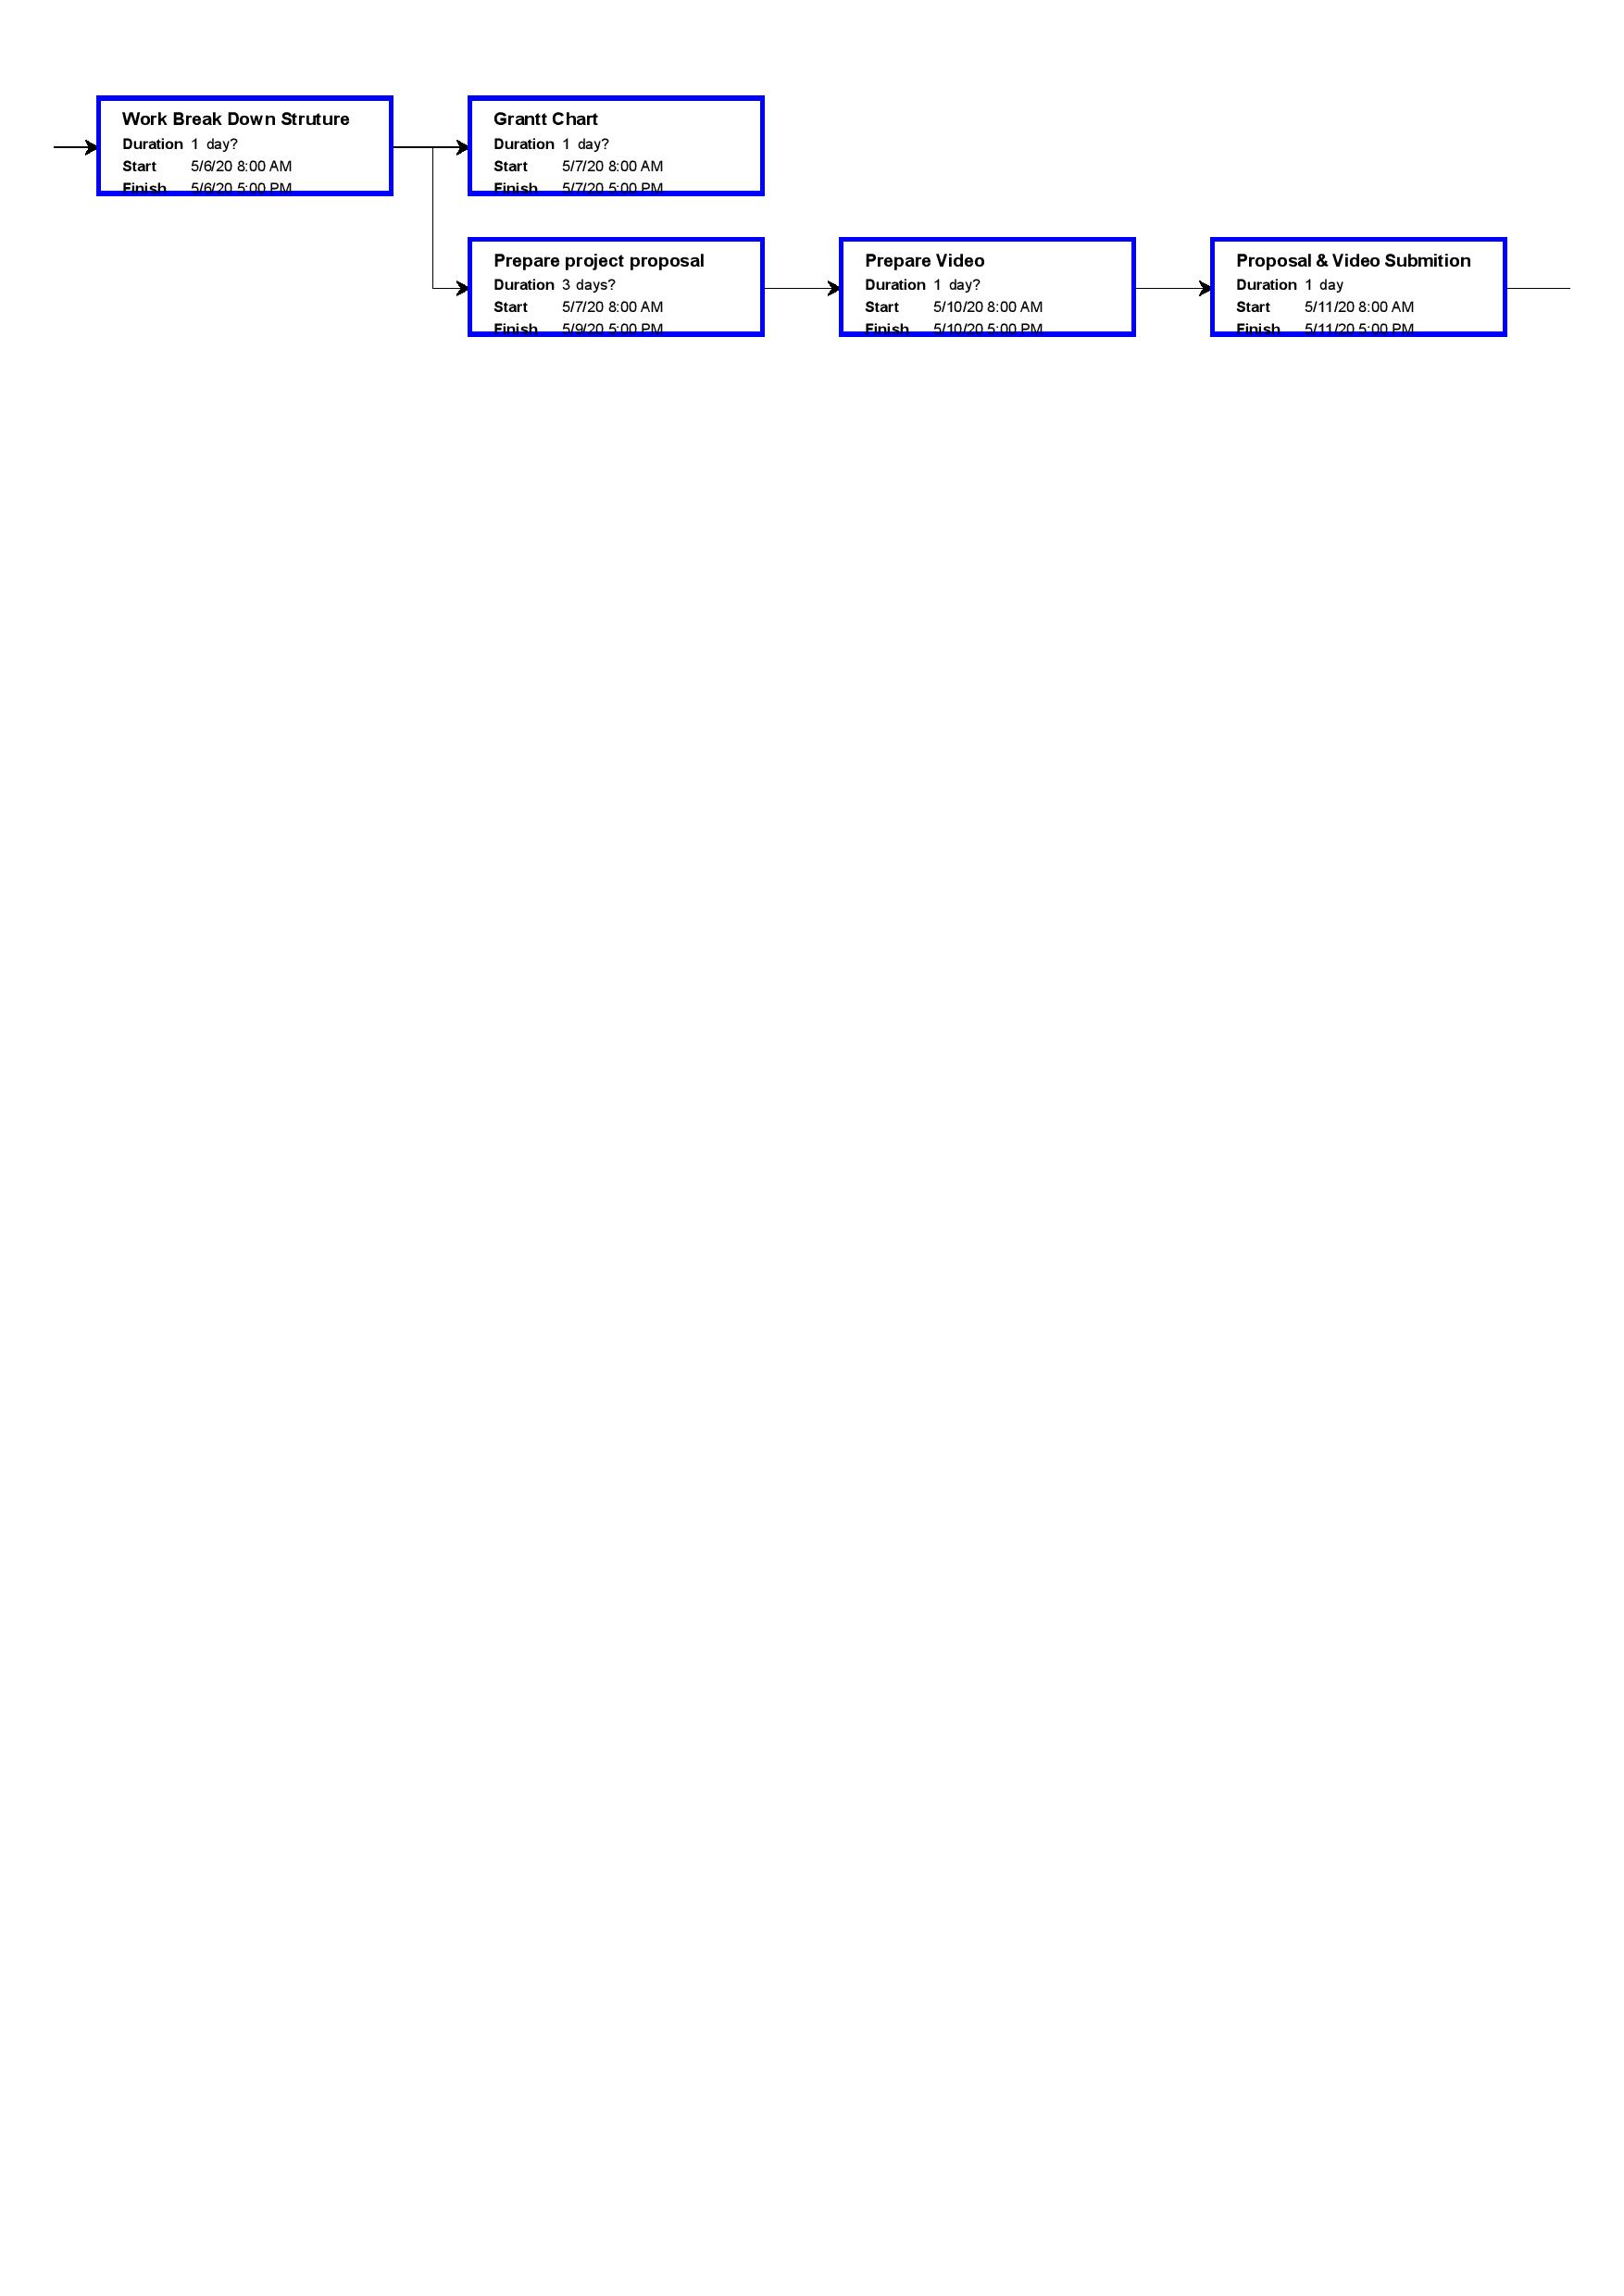 Work Break Down Struture
Duration 1 day?
Start 5/6/20 8:00 AM
Finish 5/6/20 5:00 PM
Grantt Chart
Duration 1 day?
Start 5/7/20 8:00 AM
Finish 5/7/20 5:00 PM
Prepare project proposal
Duration 3 days?
Start 5/7/20 8:00 AM
Finish 5/9/20 5:00 PM
Prepare Video
Duration 1 day?
Start 5/10/20 8:00 AM
Finish 5/10/20 5:00 PM
Proposal & Video Submition
Duration 1 day
Start 5/11/20 8:00 AM
Finish 5/11/20 5:00 PM